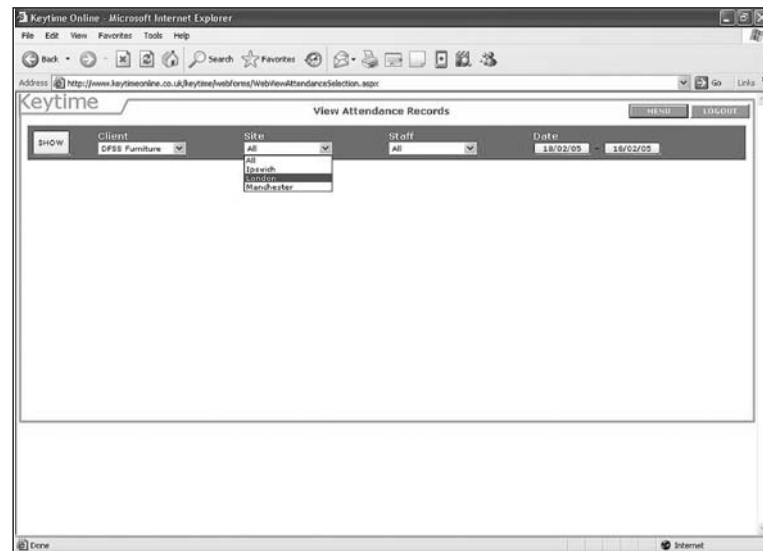 Keytime Online - Microsoft Internet Explorer
File Edit View Favorites Tools Help
Back Search Favorites
Address http://www.keytimeonline.co.uk/keytime/webforms/WebViewAttendanceSelection.aspx Go Links
Keytime View Attendance Records MENU LOGOUT
SHOW Client Site Staff Date
DFSS Furniture All All 18/02/05 - 16/02/05
All
Ipswich
London
Manchester
Done Internet